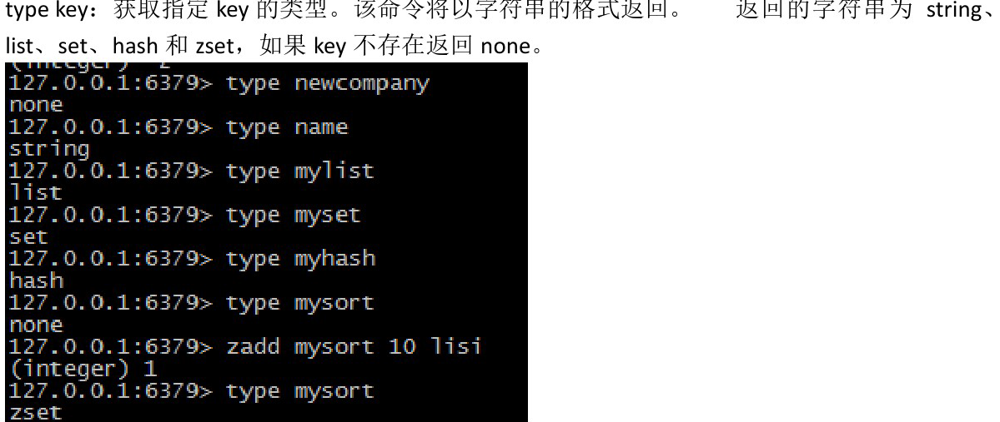 type key：获取指定 key 的类型。该命令将以字符串的格式返回。 返回的字符串为 string、
list、set、hash 和 zset，如果 key 不存在返回 none。
(integer) 2
127.0.0.1:6379> type newcompany
none
127.0.0.1:6379> type name
string
127.0.0.1:6379> type mylist
list
127.0.0.1:6379> type myset
set
127.0.0.1:6379> type myhash
hash
127.0.0.1:6379> type mysort
none
127.0.0.1:6379> zadd mysort 10 lisi
(integer) 1
127.0.0.1:6379> type mysort
zset